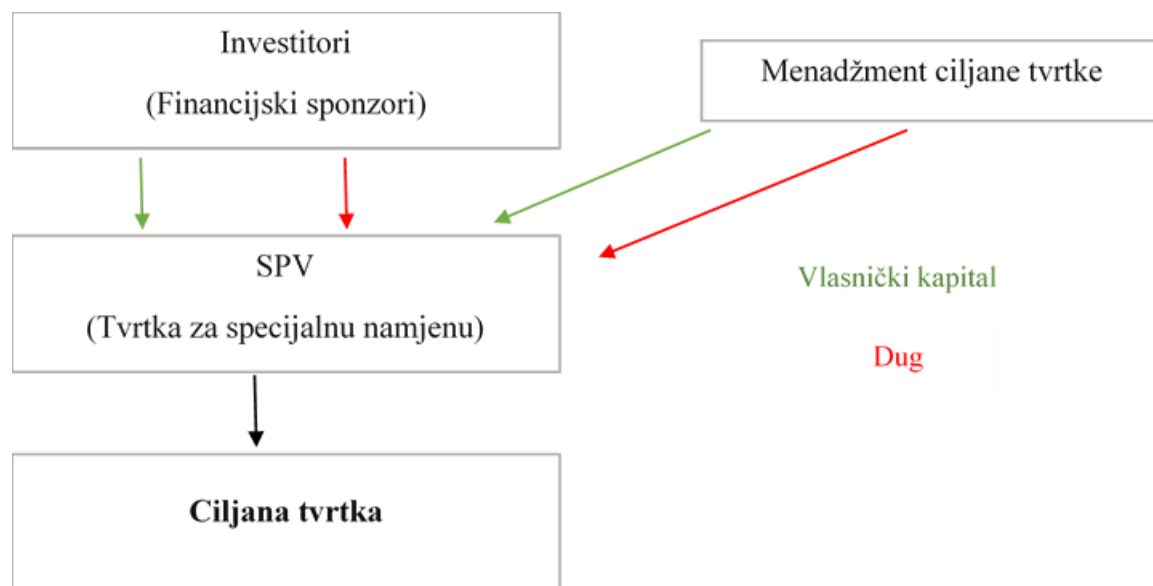 Investitori
(Financijski sponzori)
Menadžment ciljane tvrtke
SPV
(Tvrtka za specijalnu namjenu)
Vlasnički kapital
Dug
Ciljana tvrtka